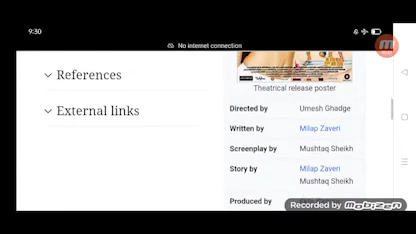 9:30
No internet connection
References
External links
Theatrical release poster
Directed by Umesh Ghadge
Written by Milap Zaveri
Screenplay by Mushtaq Sheikh
Story by Milap Zaveri
Mushtaq Sheikh
Produced by
Recorded by Mobizen